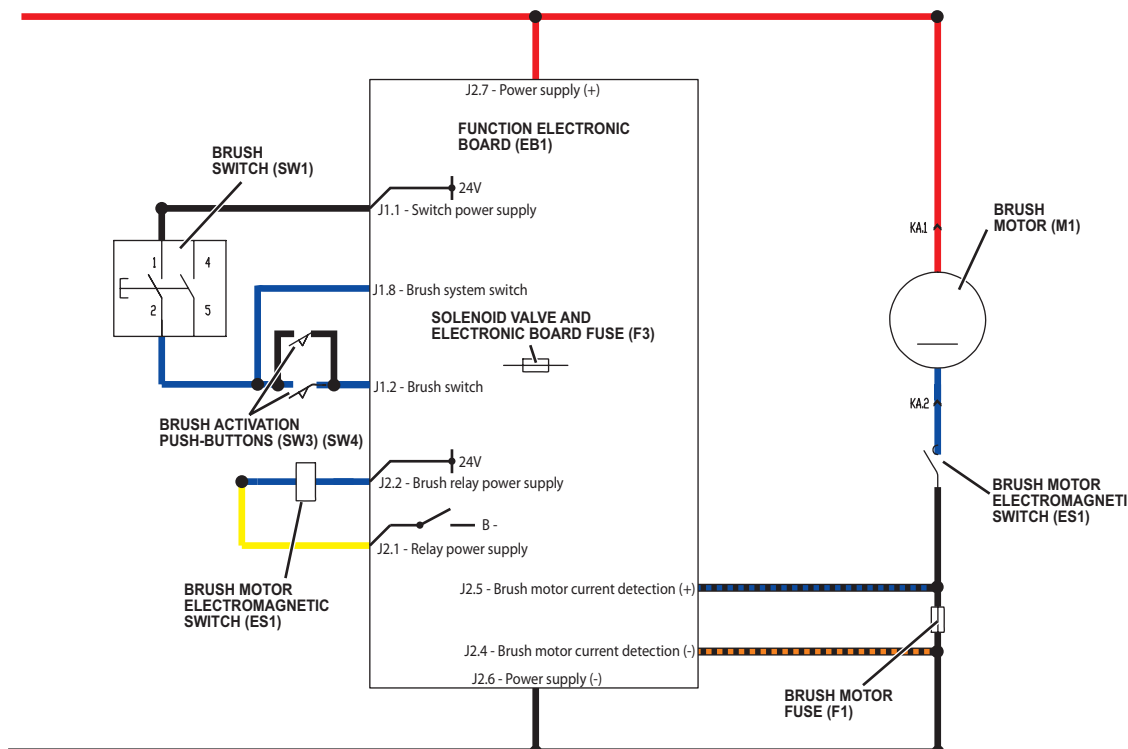 J2.7 - Power supply (+)
FUNCTION ELECTRONIC
BOARD (EB1)
BRUSH
SWITCH (SW1)
24V
J1.1 - Switch power supply
BRUSH
MOTOR (M1)
KA.1
1
4
2
5
J1.8 - Brush system switch
SOLENOID VALVE AND
ELECTRONIC BOARD FUSE (F3)
J1.2 - Brush switch
KA.2
BRUSH ACTIVATION
PUSH-BUTTONS (SW3) (SW4)
24V
J2.2 - Brush relay power supply
BRUSH MOTOR
ELECTROMAGNETI
SWITCH (ES1)
B -
J2.1 - Relay power supply
BRUSH MOTOR
ELECTROMAGNETIC
SWITCH (ES1)
J2.5 - Brush motor current detection (+)
J2.4 - Brush motor current detection (-)
J2.6 - Power supply (-)
BRUSH MOTOR
FUSE (F1)